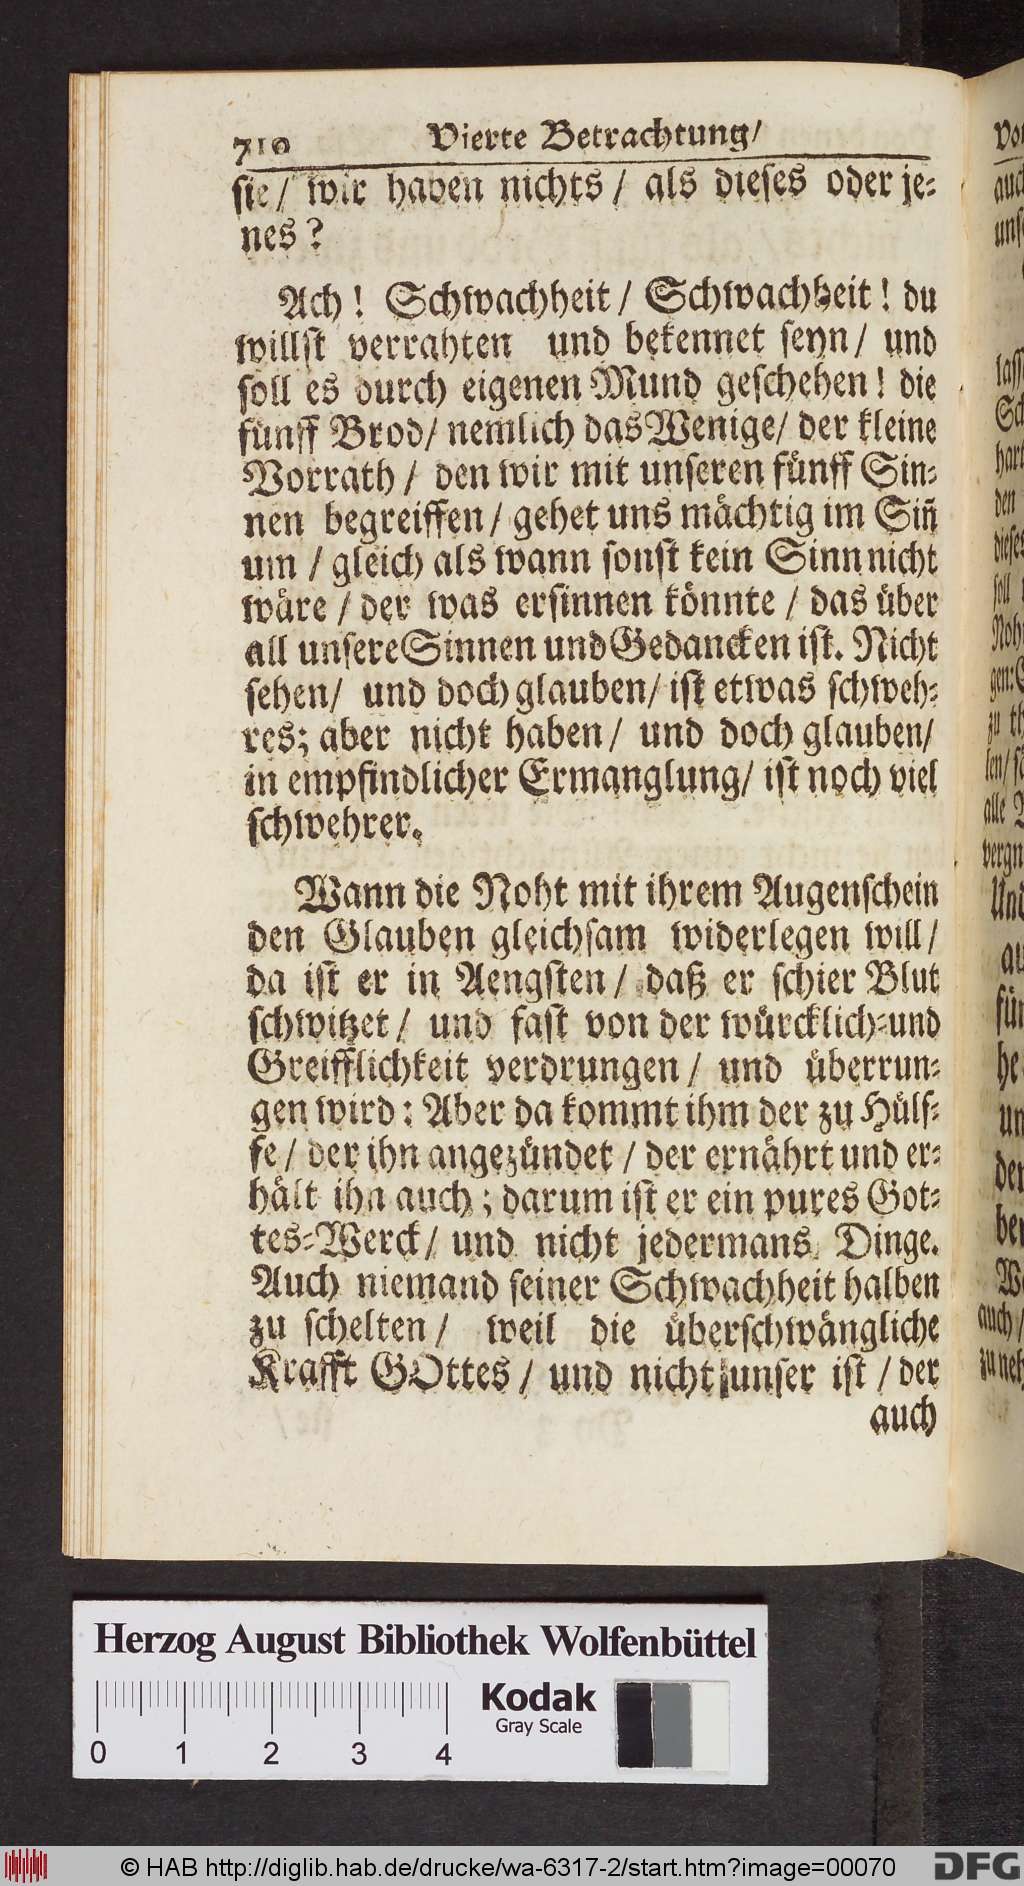 710 Vierte Betrachtung/
sie/ wir haben nichts/ als dieses oder je-
nes?
Ach! Schwachheit/ Schwachheit! du
willst verrahten und bekennet seyn/ und
soll es durch eigenen Mund geschehen! die
fünff Brod/ nemlich das Wenige/ der kleine
Vorrath/ den wir mit unseren fünff Sin-
nen begreiffen/ gehet uns mächtig im Siñ
um/ gleich als wann sonst kein Sinn nicht
wäre/ der was ersinnen könnte/ das über
all unsere Sinnen und Gedancken ist. Nicht
sehen/ und doch glauben/ ist etwas schweh-
res; aber nicht haben/ und doch glauben/
in empfindlicher Ermanglung/ ist noch viel
schwehrer.
Wann die Noht mit ihrem Augenschein
den Glauben gleichsam widerlegen will/
da ist er in Aengsten/ daß er schier Blut
schwitzet/ und fast von der würcklich-und
Greifflichkeit verdrungen/ und überrun-
gen wird: Aber da kommt ihm der zu Hülf-
fe/ der ihn angezündet/ der ernährt und er-
hält ihn auch; darum ist er ein pures Got-
tes-Werck/ und nicht jedermans Dinge.
Auch niemand seiner Schwachheit halben
zu schelten/ weil die überschwängliche
Krafft GOttes/ und nicht unser ist/ der
auch
Herzog August Bibliothek Wolfenbüttel
Kodak
Gray Scale
0 1 2 3 4
© HAB http://diglib.hab.de/drucke/wa-6317-2/start.htm?image=00070
DFG